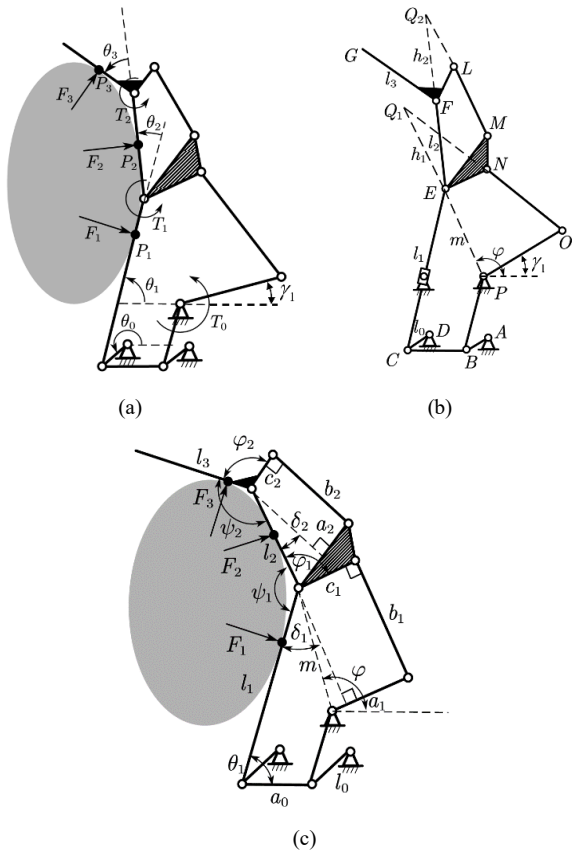 θ₃
P₃
F₃
T₂
θ₂
F₂
P₂
T₁
F₁
P₁
θ₁
γ₁
T₀
θ₀
(a)
Q₂
G
h₂
L
l₃
F
Q₁
M
l₂
h₁
N
E
m
O
l₁
φ
γ₁
P
l₀
D
A
C
B
(b)
l₃
φ₂
c₂
F₃
b₂
ψ₂
δ₂
a₂
l₂
φ₁
F₂
c₁
ψ₁
b₁
F₁
δ₁
m
φ
l₁
a₁
θ₁
a₀
l₀
(c)